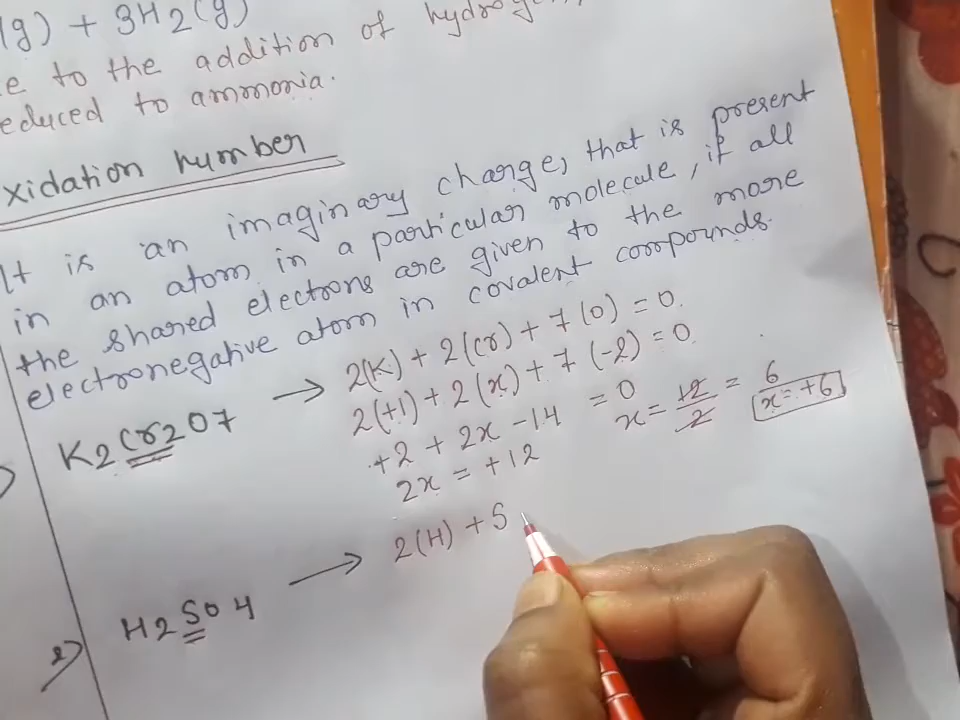 (g) + 3H2(g)
e to the addition of hydrogen,
educed to ammonia.
xidation number
It is an imaginary charge, that is present
in an atom in a particular molecule, if all
the shared electrons are given to the more
electronegative atom in covalent compounds.
K2Cr2O7 → 2(K) + 2(Cr) + 7(O) = 0.
2(+1) + 2(x) + 7(-2) = 0
+2 + 2x - 14 = 0 x = 12/2 = 6 x = +6
2x = +12
2) H2SO4 → 2(H) + S